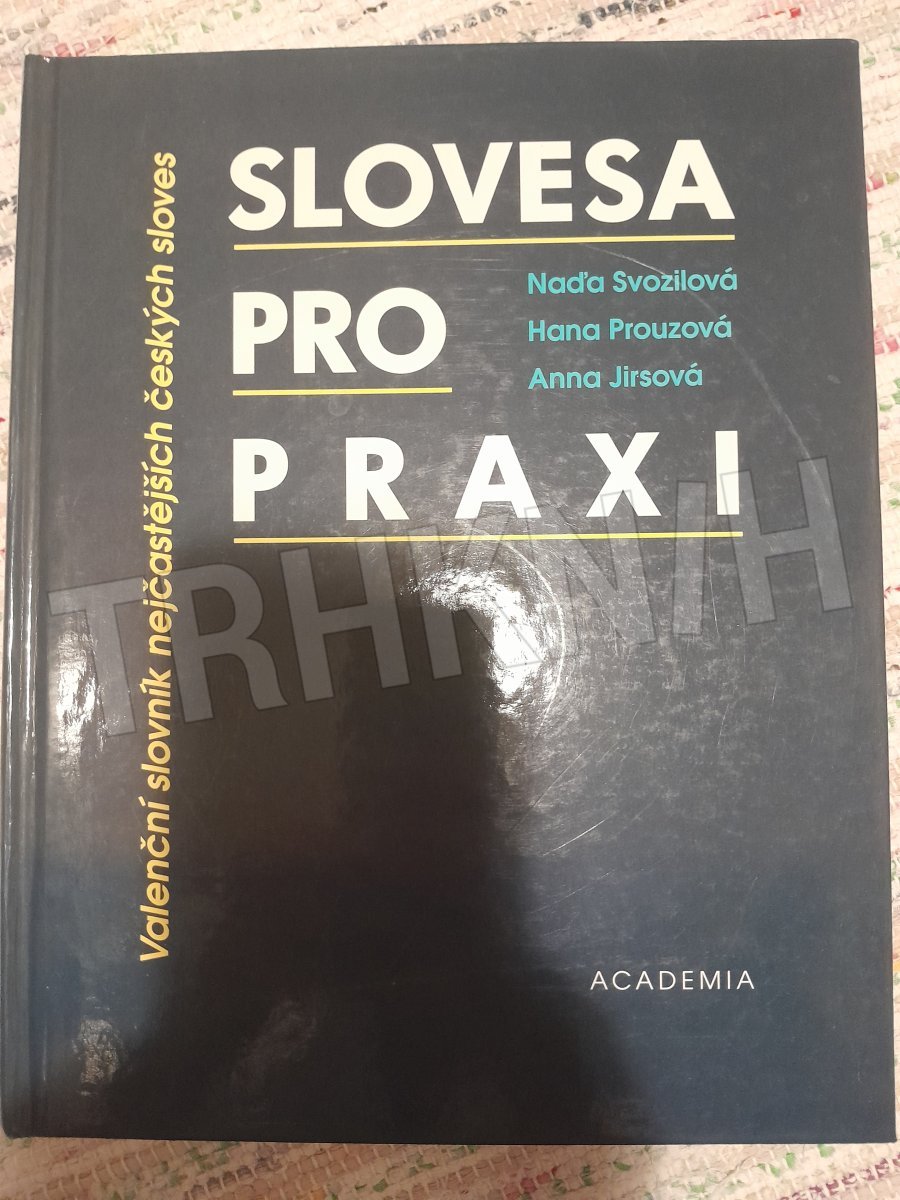 SLOVESA
PRO
PRAXI
Naďa Svozilová
Hana Prouzová
Anna Jirsová
Valenční slovník nejčastějších českých sloves
ACADEMIA
TRHKNIH